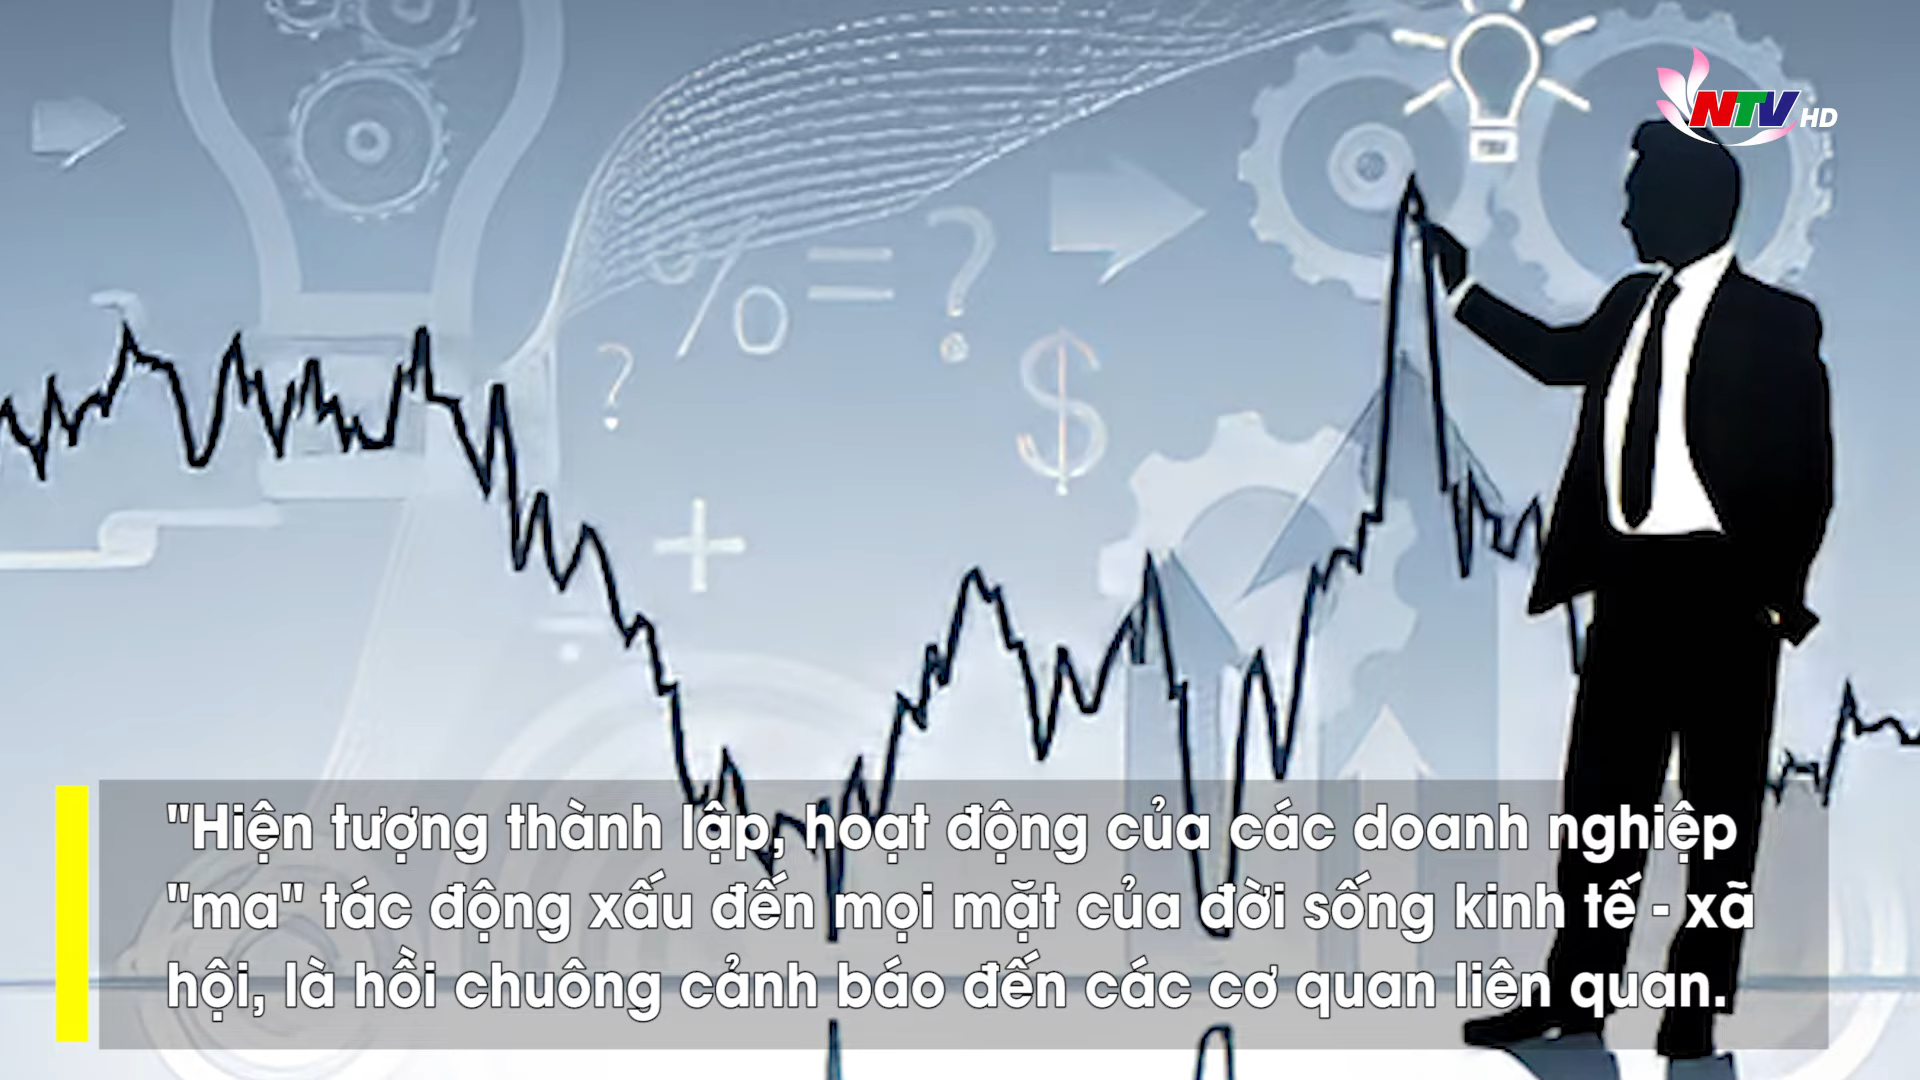 NTV HD
"Hiện tượng thành lập, hoạt động của các doanh nghiệp
"ma" tác động xấu đến mọi mặt của đời sống kinh tế - xã
hội, là hồi chuông cảnh báo đến các cơ quan liên quan.